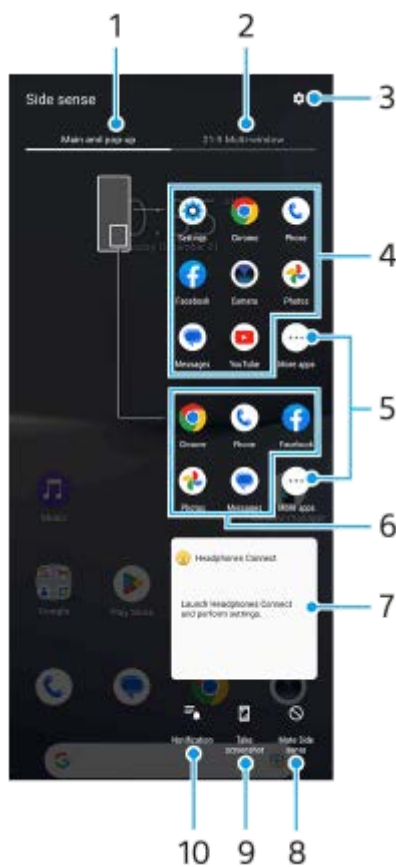 1
2
Side sense
3
Main and pop-up
21:9 Multi-window
4
Settings
Chrome
Phone
Facebook
Camera
Photos
Messages
YouTube
More apps
5
Chrome
Phone
Facebook
Photos
Messages
More apps
6
Music
Headphones Connect
7
Google
Play Store
Launch Headphones Connect
and perform settings.
Notification
Take
screenshot
Mute Side
sense
10
9
8